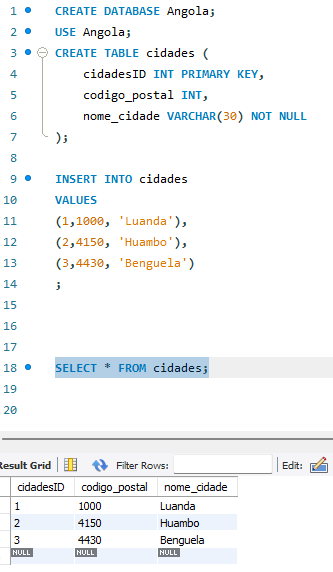 1 CREATE DATABASE Angola;
2 USE Angola;
3 CREATE TABLE cidades (
4 cidadesID INT PRIMARY KEY,
5 codigo_postal INT,
6 nome_cidade VARCHAR(30) NOT NULL
7 );
8
9 INSERT INTO cidades
10 VALUES
11 (1,1000, 'Luanda'),
12 (2,4150, 'Huambo'),
13 (3,4430, 'Benguela')
14 ;
15
16
17
18 SELECT * FROM cidades;
19
20
Result Grid Filter Rows: Edit:
cidadesID codigo_postal nome_cidade
1 1000 Luanda
2 4150 Huambo
3 4430 Benguela
NULL NULL NULL